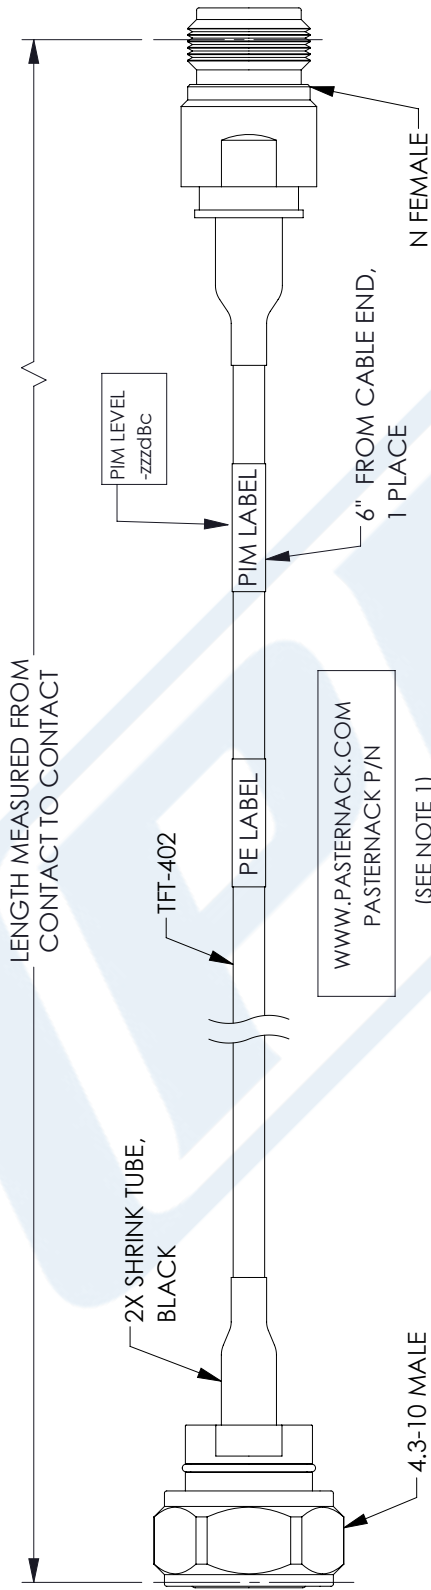 LENGTH MEASURED FROM
CONTACT TO CONTACT
PIM LEVEL
-zzzdBc
2X SHRINK TUBE,
BLACK
TFT-402
PE LABEL
PIM LABEL
6" FROM CABLE END,
1 PLACE
N FEMALE
4.3-10 MALE
WWW.PASTERNACK.COM
PASTERNACK P/N
(SEE NOTE 1)